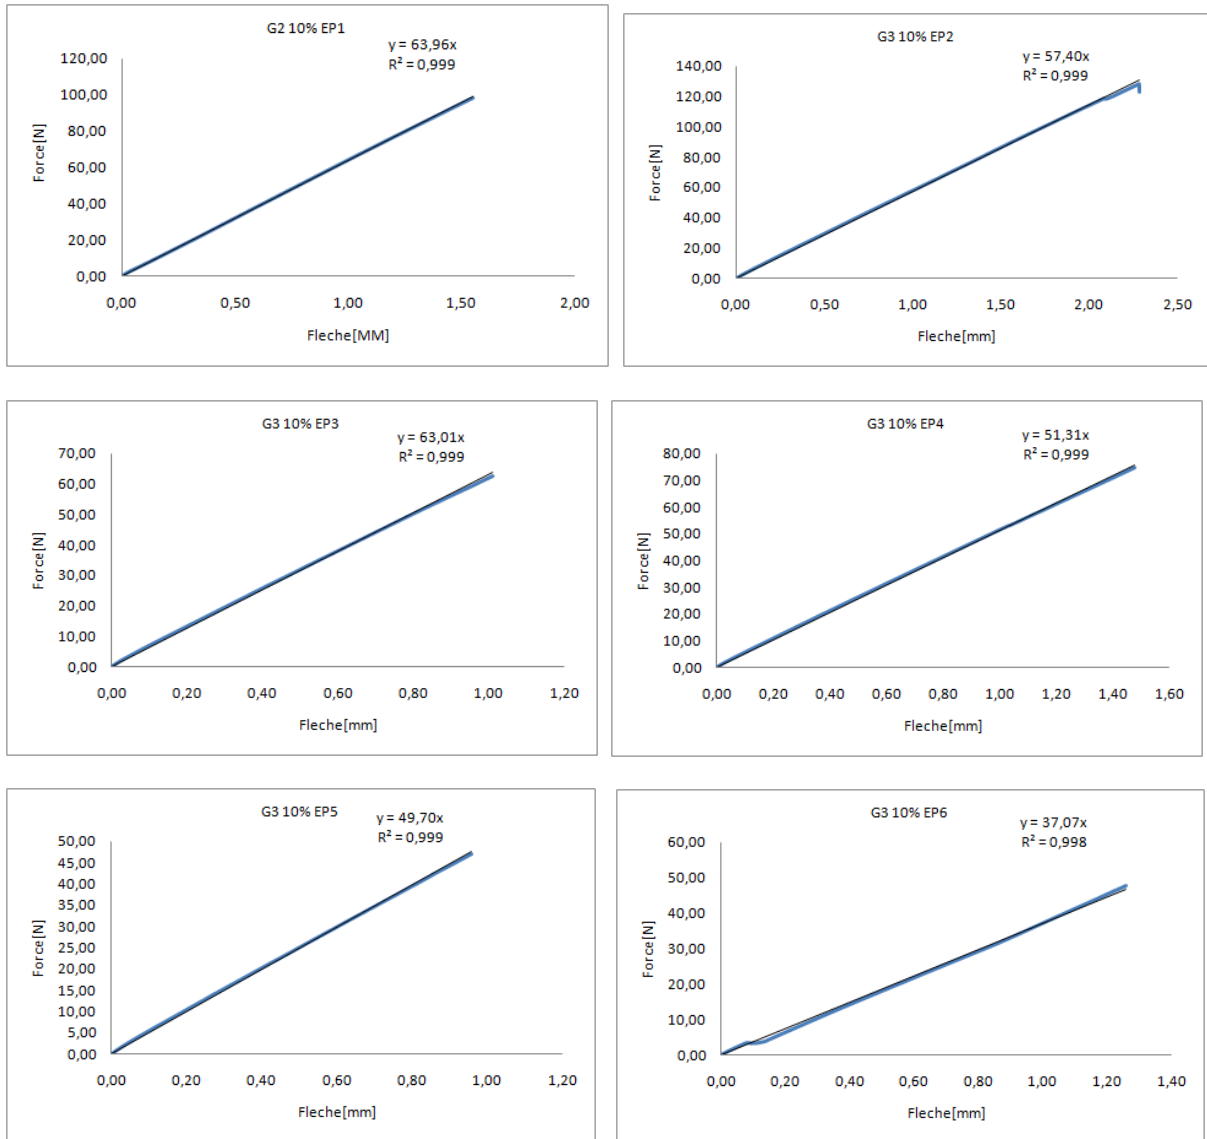 G2 10% EP1
y = 63,96x
R² = 0,999
120,00
100,00
80,00
60,00
40,00
20,00
0,00
Force[N]
0,00 0,50 1,00 1,50 2,00
Fleche[MM]
G3 10% EP2
y = 57,40x
R² = 0,999
140,00
120,00
100,00
80,00
60,00
40,00
20,00
0,00
Force[N]
0,00 0,50 1,00 1,50 2,00 2,50
Fleche[mm]
G3 10% EP3
y = 63,01x
R² = 0,999
70,00
60,00
50,00
40,00
30,00
20,00
10,00
0,00
Force[N]
0,00 0,20 0,40 0,60 0,80 1,00 1,20
Fleche[mm]
G3 10% EP4
y = 51,31x
R² = 0,999
80,00
70,00
60,00
50,00
40,00
30,00
20,00
10,00
0,00
Force[N]
0,00 0,20 0,40 0,60 0,80 1,00 1,20 1,40 1,60
Fleche[mm]
G3 10% EP5
y = 49,70x
R² = 0,999
50,00
45,00
40,00
35,00
30,00
25,00
20,00
15,00
10,00
5,00
0,00
Force[N]
0,00 0,20 0,40 0,60 0,80 1,00 1,20
Fleche[mm]
G3 10% EP6
y = 37,07x
R² = 0,998
60,00
50,00
40,00
30,00
20,00
10,00
0,00
Force[N]
0,00 0,20 0,40 0,60 0,80 1,00 1,20 1,40
Fleche[mm]